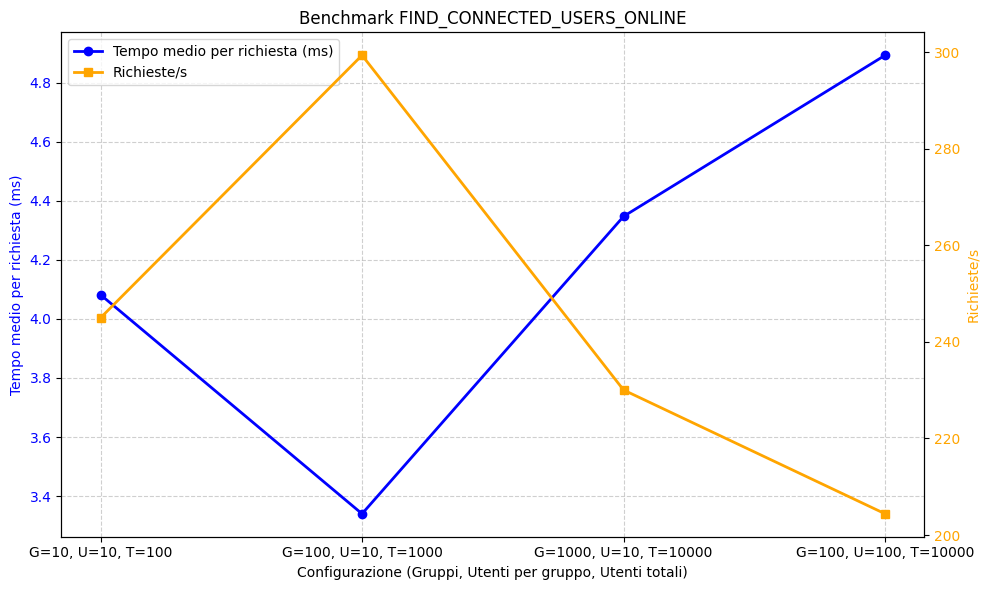 Benchmark FIND_CONNECTED_USERS_ONLINE
Tempo medio per richiesta (ms)
Richieste/s
Tempo medio per richiesta (ms)
4.8
4.6
4.4
4.2
4.0
3.8
3.6
3.4
300
280
260
240
220
200
Richieste/s
G=10, U=10, T=100
G=100, U=10, T=1000
G=1000, U=10, T=10000
G=100, U=100, T=10000
Configurazione (Gruppi, Utenti per gruppo, Utenti totali)